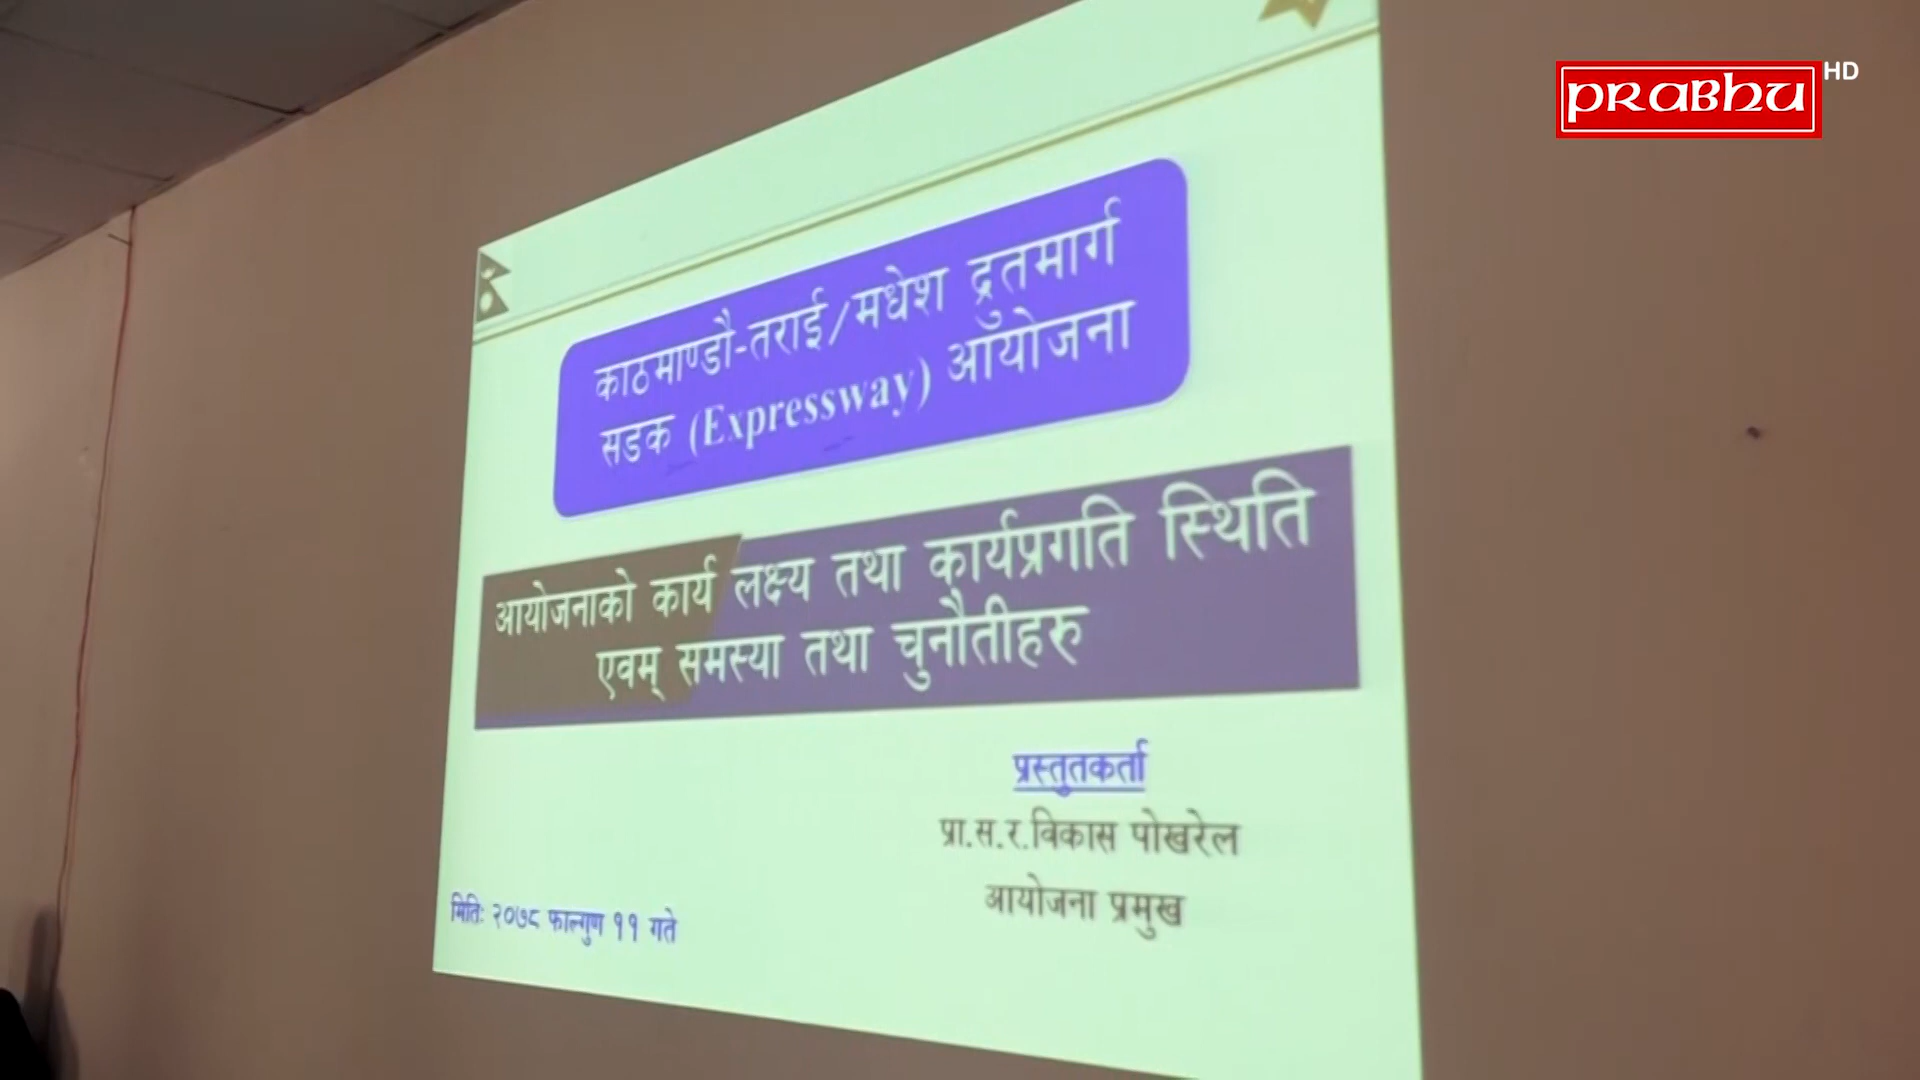 PRABHU HD
काठमाण्डौ-तराई/मधेश द्रुतमार्ग
सडक (Expressway) आयोजना
आयोजनाको कार्य लक्ष्य तथा कार्यप्रगति स्थिति
एवम् समस्या तथा चुनौतीहरु
प्रस्तुतकर्ता
प्रा.स.र.विकास पोखरेल
आयोजना प्रमुख
मितिः २०७८ फाल्गुण ११ गते